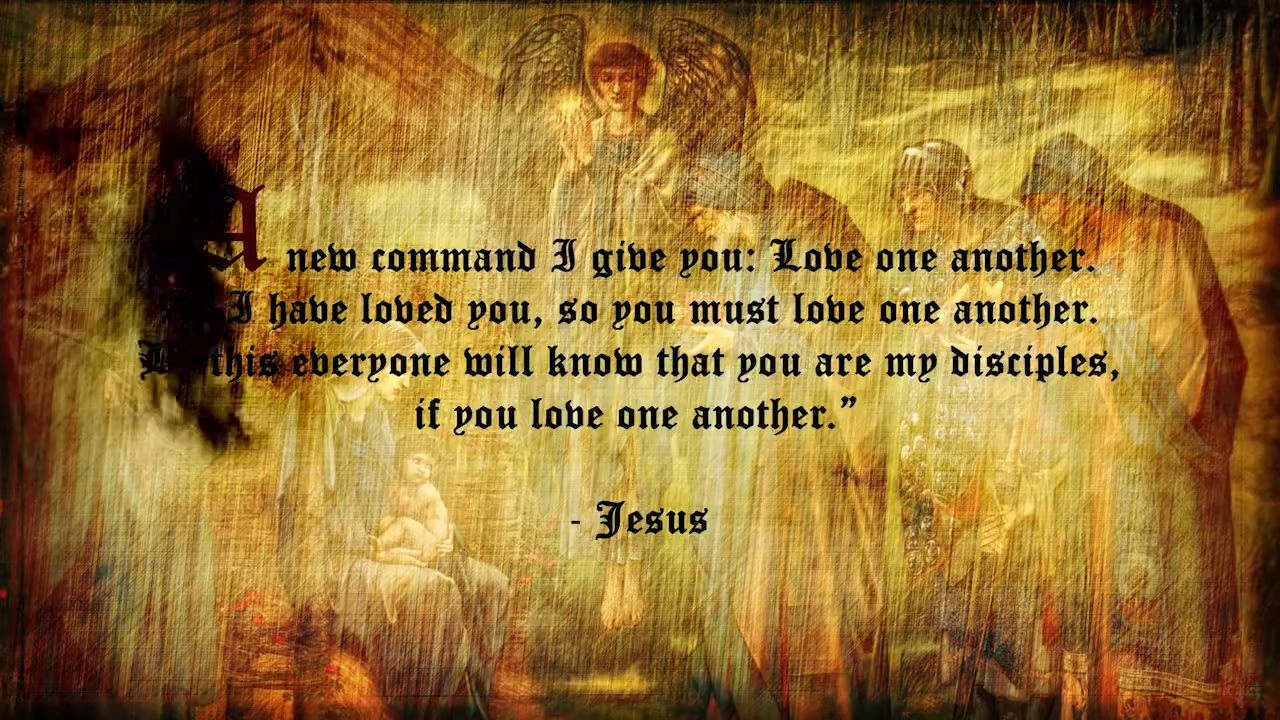 A new command I give you: Love one another.
I have loved you, so you must love one another.
this everyone will know that you are my disciples,
if you love one another.”
- Jesus